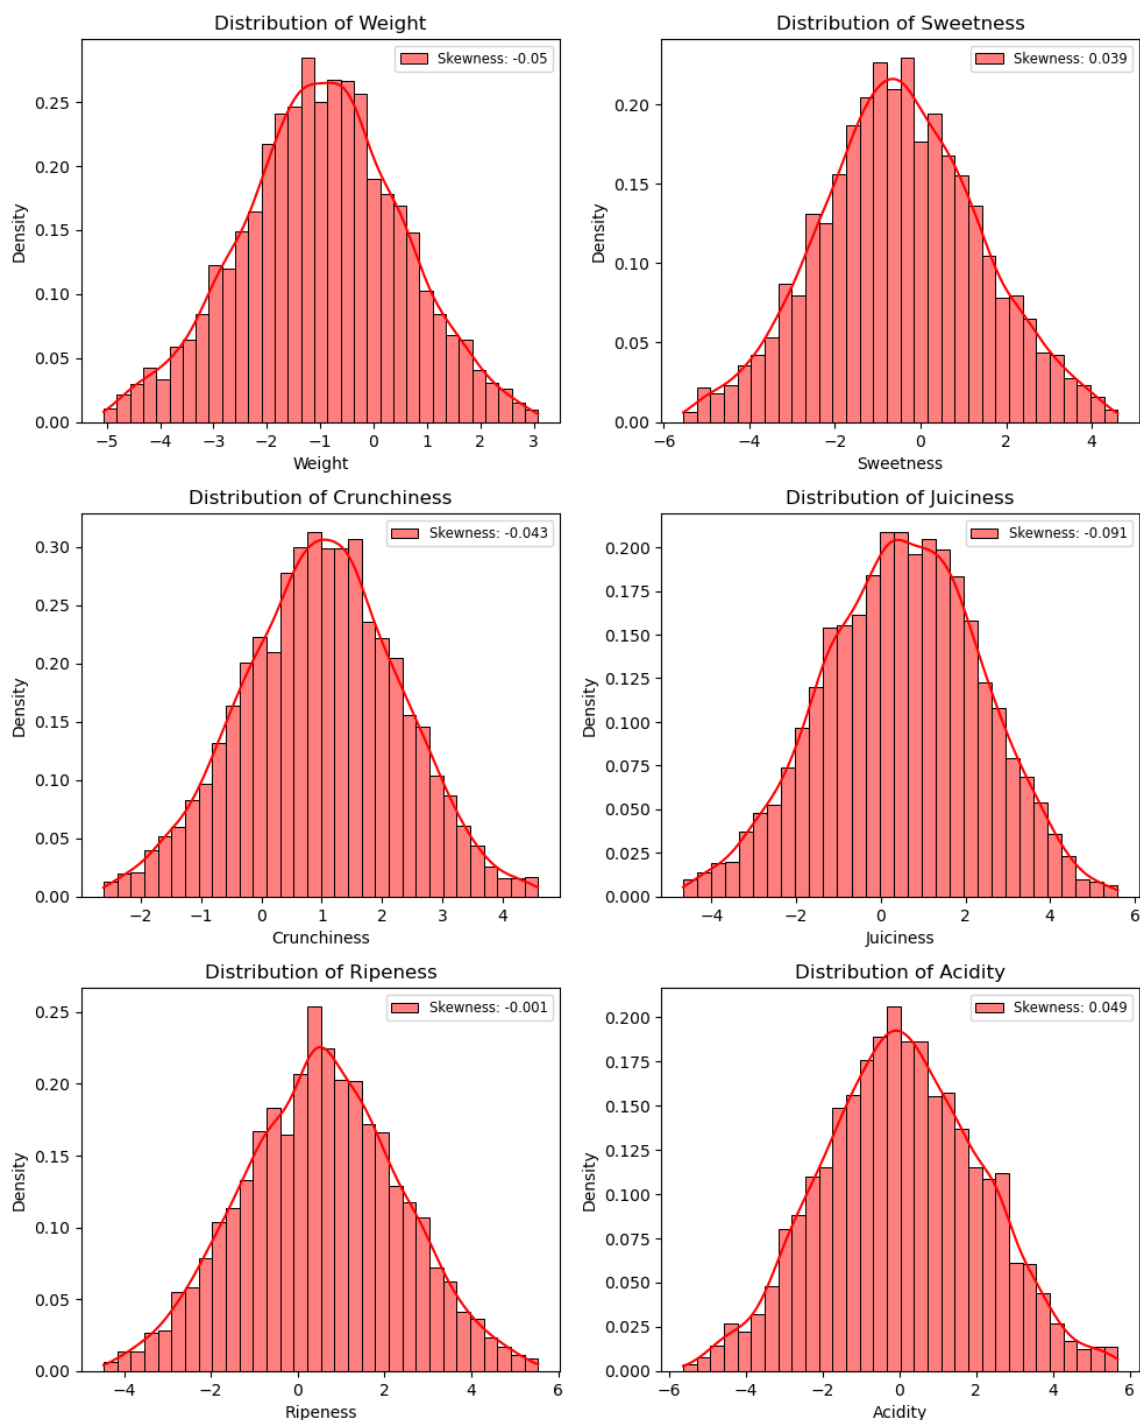 Distribution of Weight
Skewness: -0.05
Density
0.25
0.20
0.15
0.10
0.05
0.00
−5 −4 −3 −2 −1 0 1 2 3
Weight
Distribution of Sweetness
Skewness: 0.039
Density
0.20
0.15
0.10
0.05
0.00
−6 −4 −2 0 2 4
Sweetness
Distribution of Crunchiness
Skewness: -0.043
Density
0.30
0.25
0.20
0.15
0.10
0.05
0.00
−2 −1 0 1 2 3 4
Crunchiness
Distribution of Juiciness
Skewness: -0.091
Density
0.200
0.175
0.150
0.125
0.100
0.075
0.050
0.025
0.000
−4 −2 0 2 4 6
Juiciness
Distribution of Ripeness
Skewness: -0.001
Density
0.25
0.20
0.15
0.10
0.05
0.00
−4 −2 0 2 4 6
Ripeness
Distribution of Acidity
Skewness: 0.049
Density
0.200
0.175
0.150
0.125
0.100
0.075
0.050
0.025
0.000
−6 −4 −2 0 2 4 6
Acidity